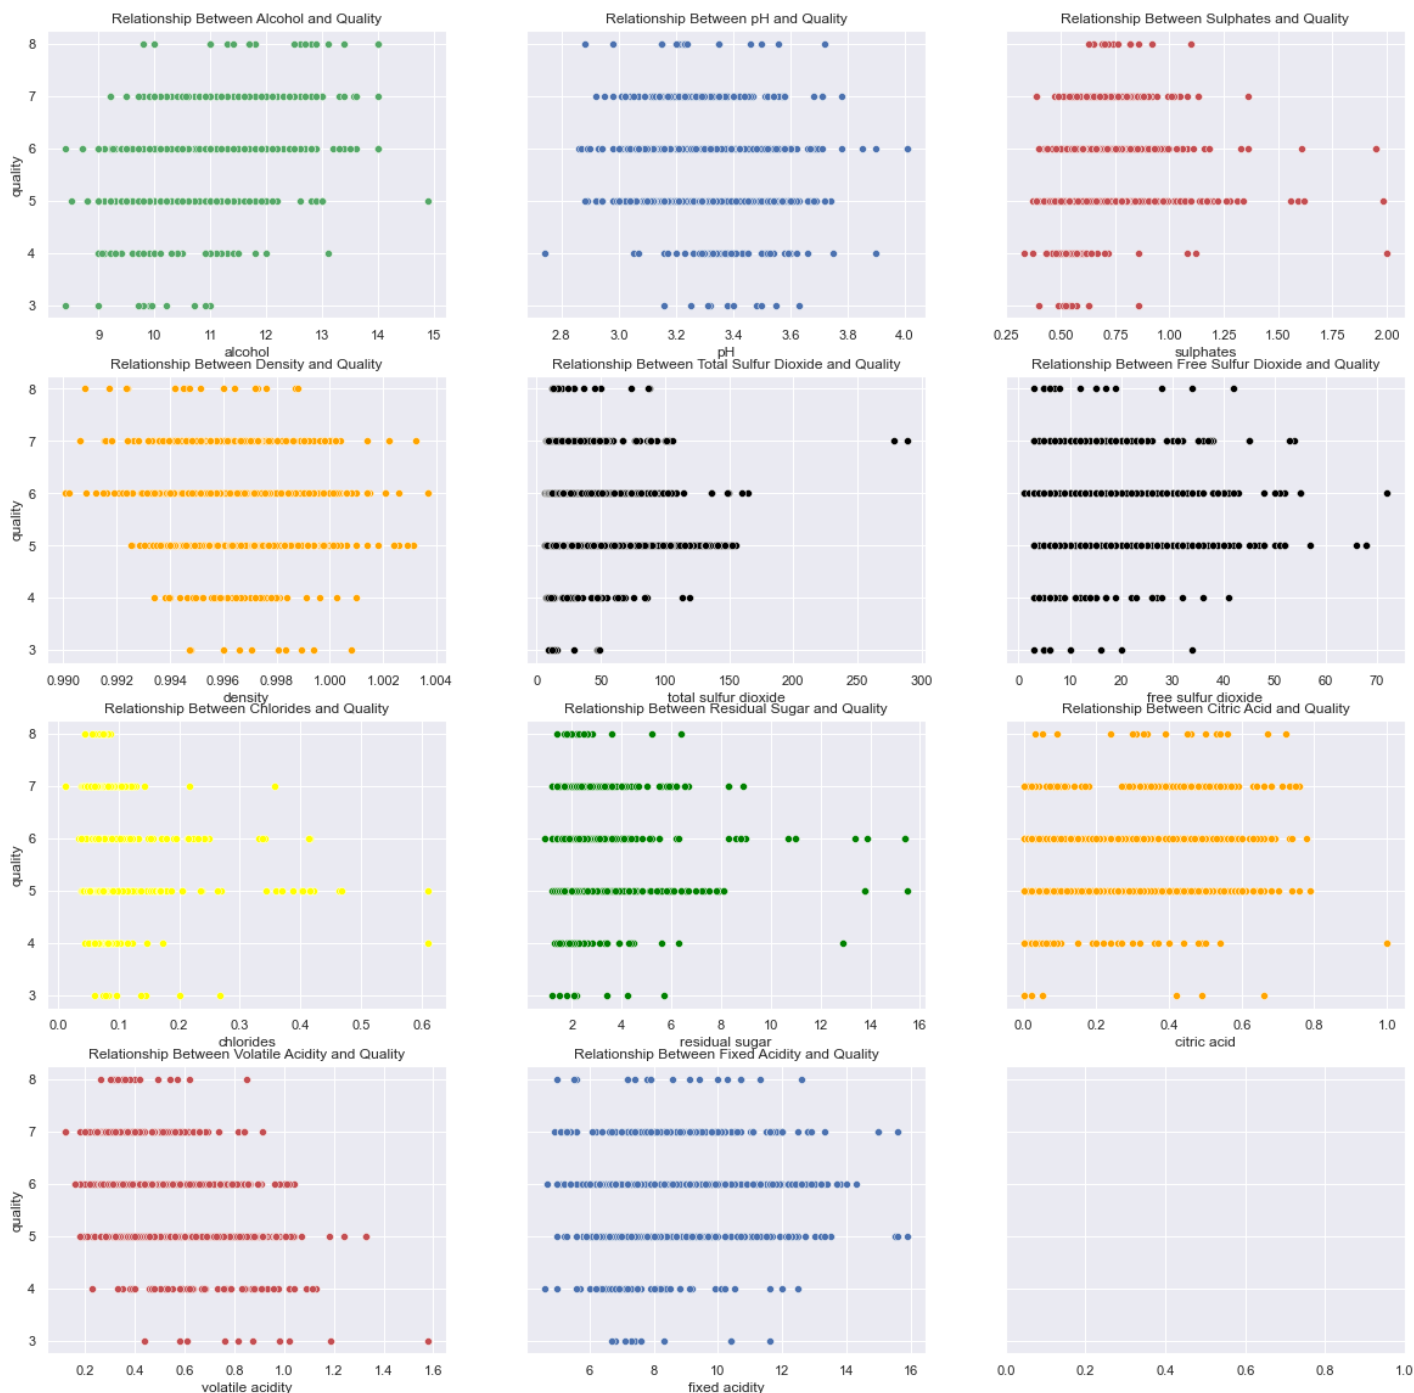 Relationship Between Alcohol and Quality
quality
8
7
6
5
4
3
9 10 11 12 13 14 15
alcohol
Relationship Between pH and Quality
2.8 3.0 3.2 3.4 3.6 3.8 4.0
pH
Relationship Between Sulphates and Quality
0.25 0.50 0.75 1.00 1.25 1.50 1.75 2.00
sulphates
Relationship Between Density and Quality
quality
8
7
6
5
4
3
0.990 0.992 0.994 0.996 0.998 1.000 1.002 1.004
density
Relationship Between Total Sulfur Dioxide and Quality
0 50 100 150 200 250 300
total sulfur dioxide
Relationship Between Free Sulfur Dioxide and Quality
0 10 20 30 40 50 60 70
free sulfur dioxide
Relationship Between Chlorides and Quality
quality
8
7
6
5
4
3
0.0 0.1 0.2 0.3 0.4 0.5 0.6
chlorides
Relationship Between Residual Sugar and Quality
2 4 6 8 10 12 14 16
residual sugar
Relationship Between Citric Acid and Quality
0.0 0.2 0.4 0.6 0.8 1.0
citric acid
Relationship Between Volatile Acidity and Quality
quality
8
7
6
5
4
3
0.2 0.4 0.6 0.8 1.0 1.2 1.4 1.6
volatile acidity
Relationship Between Fixed Acidity and Quality
6 8 10 12 14 16
fixed acidity
0.0 0.2 0.4 0.6 0.8 1.0